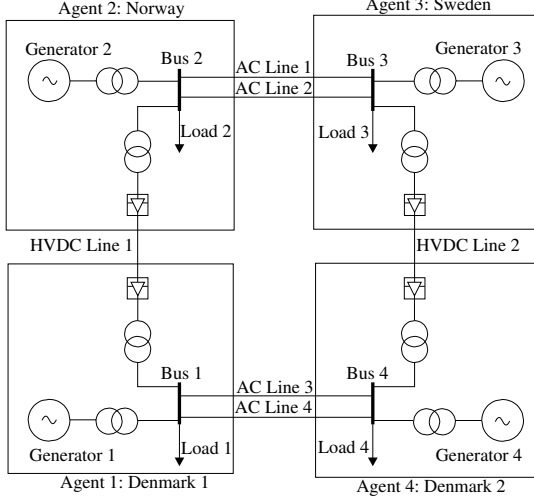 Agent 2: Norway
Agent 3: Sweden
Generator 2
Bus 2
AC Line 1
AC Line 2
Bus 3
Generator 3
Load 2
Load 3
HVDC Line 1
HVDC Line 2
Bus 1
AC Line 3
AC Line 4
Bus 4
Generator 1
Load 1
Load 4
Generator 4
Agent 1: Denmark 1
Agent 4: Denmark 2